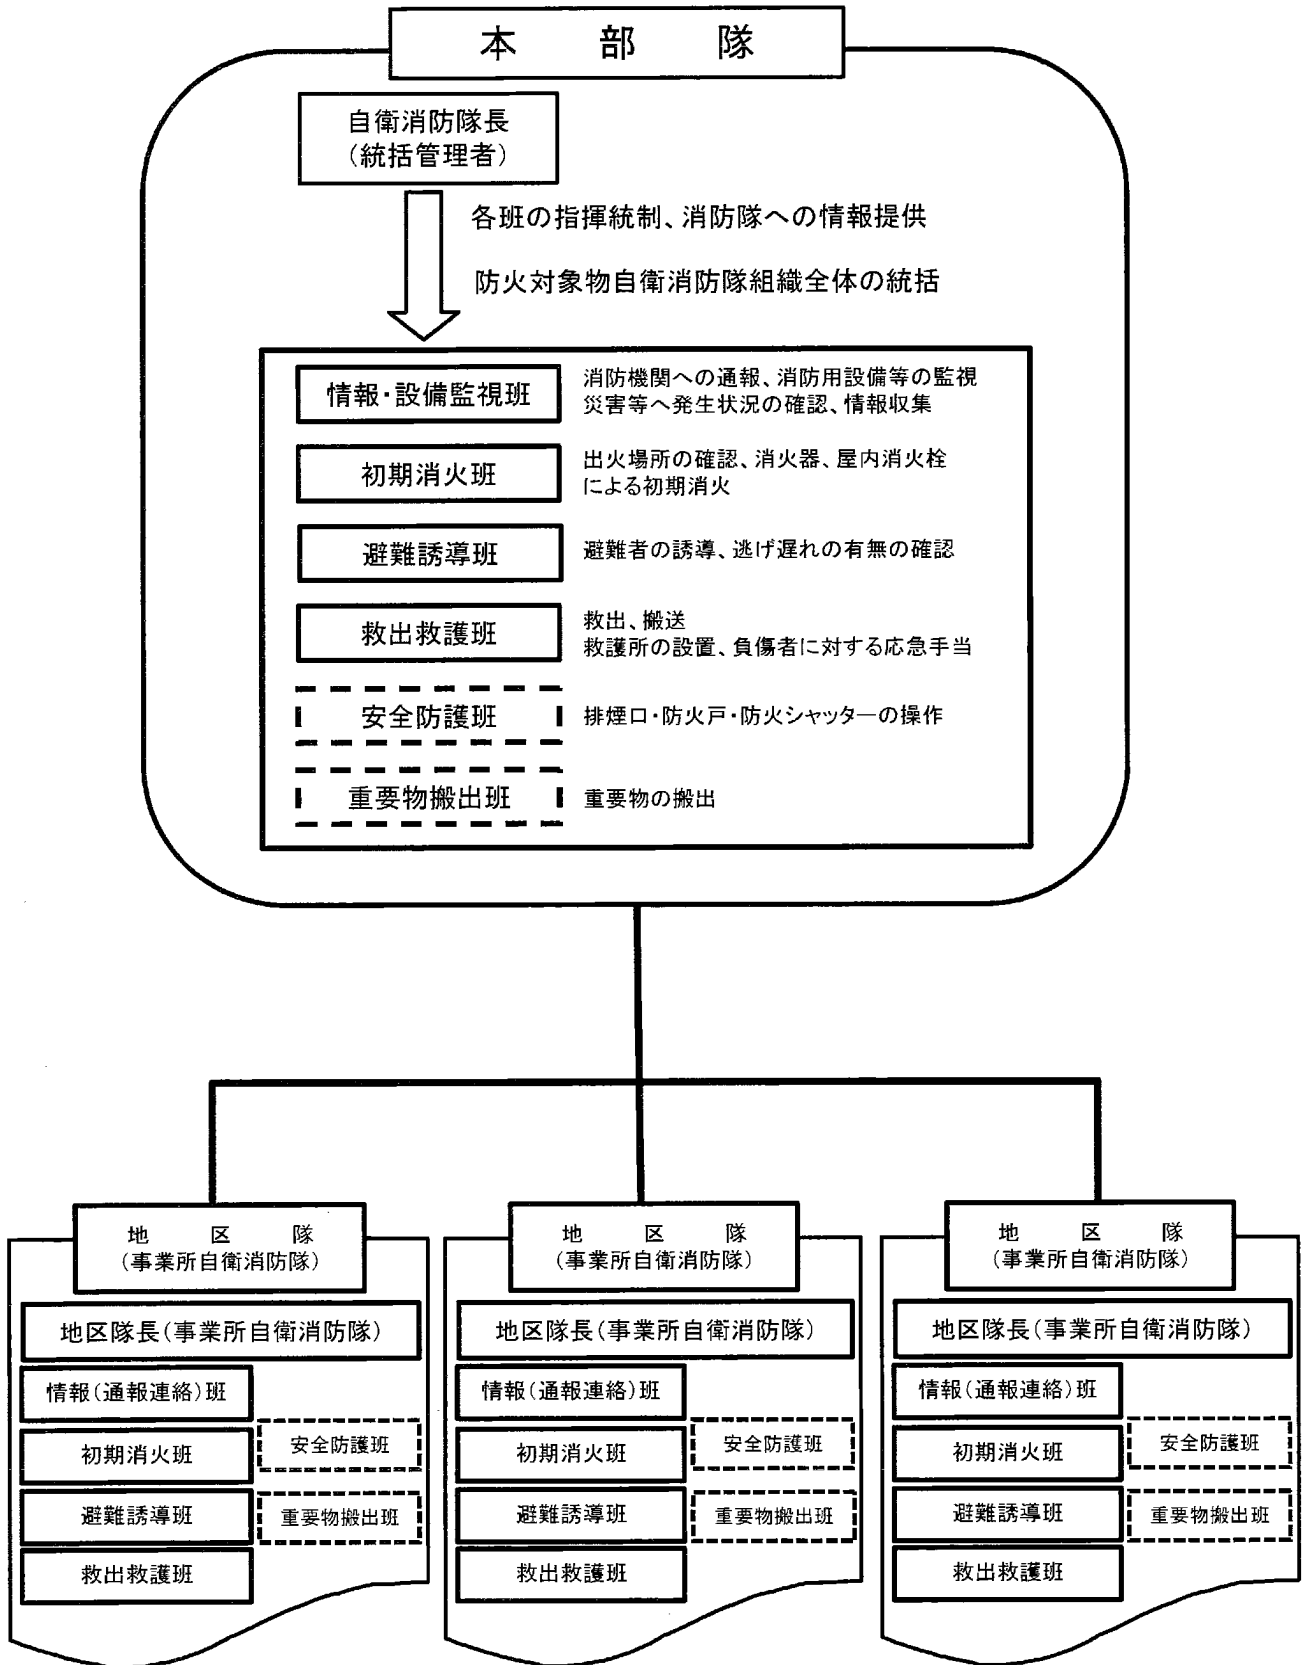 本部隊
自衛消防隊長
(統括管理者)
各班の指揮統制、消防隊への情報提供
防火対象物自衛消防隊組織全体の統括
情報・設備監視班
消防機関への通報、消防用設備等の監視
災害等へ発生状況の確認、情報収集
初期消火班
出火場所の確認、消火器、屋内消火栓
による初期消火
避難誘導班
避難者の誘導、逃げ遅れの有無の確認
救出救護班
救出、搬送
救護所の設置、負傷者に対する応急手当
安全防護班
排煙口・防火戸・防火シャッターの操作
重要物搬出班
重要物の搬出
地区隊
(事業所自衛消防隊)
地区隊長(事業所自衛消防隊)
情報(通報連絡)班
初期消火班
安全防護班
避難誘導班
重要物搬出班
救出救護班
地区隊
(事業所自衛消防隊)
地区隊長(事業所自衛消防隊)
情報(通報連絡)班
初期消火班
安全防護班
避難誘導班
重要物搬出班
救出救護班
地区隊
(事業所自衛消防隊)
地区隊長(事業所自衛消防隊)
情報(通報連絡)班
初期消火班
安全防護班
避難誘導班
重要物搬出班
救出救護班